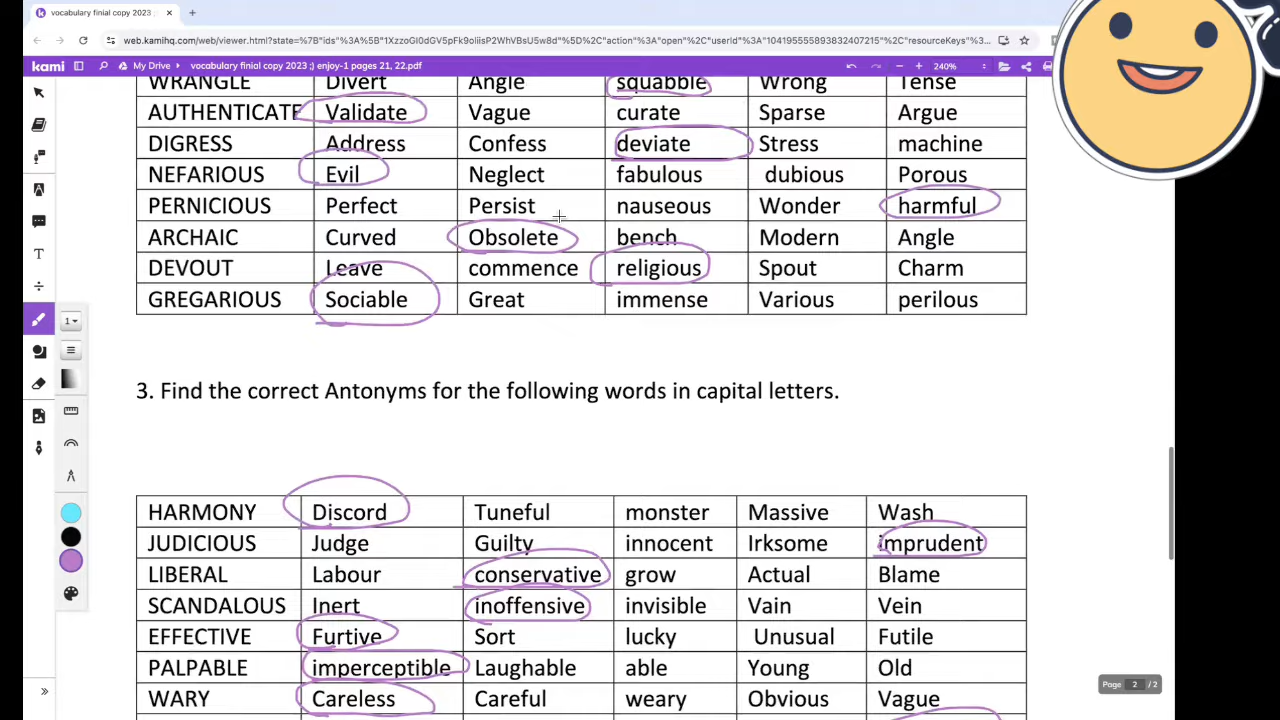 vocabulary finial copy 2023 ;
web.kamihq.com/web/viewer.html?state=%7B"ids"%3A%5B"1XzzoGI0dGV5pFk9oIiisP2WhVBsU5w8d"%5D%2C"action"%3A"open"%2C"userId"%3A"104195555893832407215"%2C"resourceKeys"%...
kami My Drive › vocabulary finial copy 2023 ;) enjoy-1 pages 21, 22.pdf 240%
WRANGLE Divert Angle squabble Wrong Tense
AUTHENTICATE Validate Vague curate Sparse Argue
DIGRESS Address Confess deviate Stress machine
NEFARIOUS Evil Neglect fabulous dubious Porous
PERNICIOUS Perfect Persist nauseous Wonder harmful
ARCHAIC Curved Obsolete bench Modern Angle
DEVOUT Leave commence religious Spout Charm
GREGARIOUS Sociable Great immense Various perilous
1
3. Find the correct Antonyms for the following words in capital letters.
HARMONY Discord Tuneful monster Massive Wash
JUDICIOUS Judge Guilty innocent Irksome imprudent
LIBERAL Labour conservative grow Actual Blame
SCANDALOUS Inert inoffensive invisible Vain Vein
EFFECTIVE Furtive Sort lucky Unusual Futile
PALPABLE imperceptible Laughable able Young Old
WARY Careless Careful weary Obvious Vague
Page 2 / 2